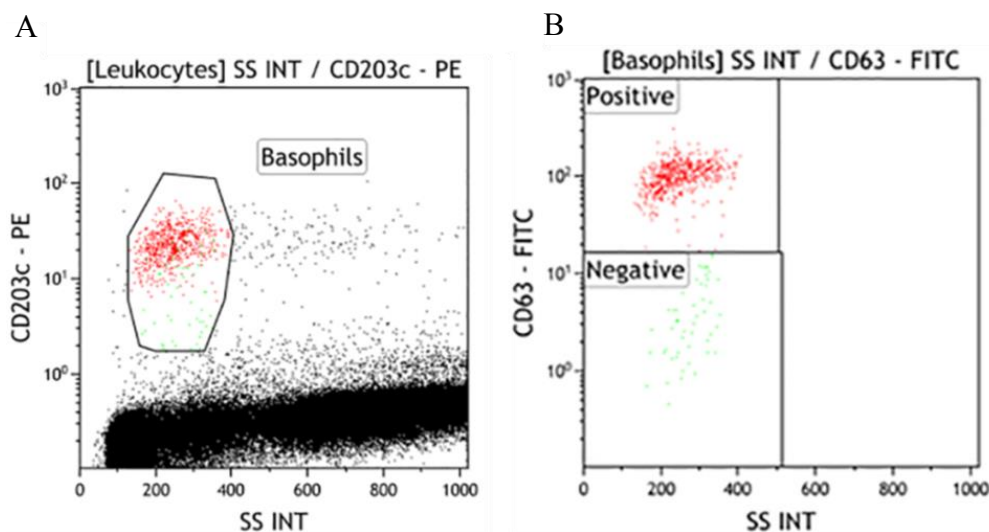 A
[Leukocytes] SS INT / CD203c - PE
10³
10²
10¹
10⁰
CD203c - PE
Basophils
0
200
400
600
800
1000
SS INT
B
[Basophils] SS INT / CD63 - FITC
10³
10²
10¹
10⁰
CD63 - FITC
Positive
Negative
0
200
400
600
800
1000
SS INT